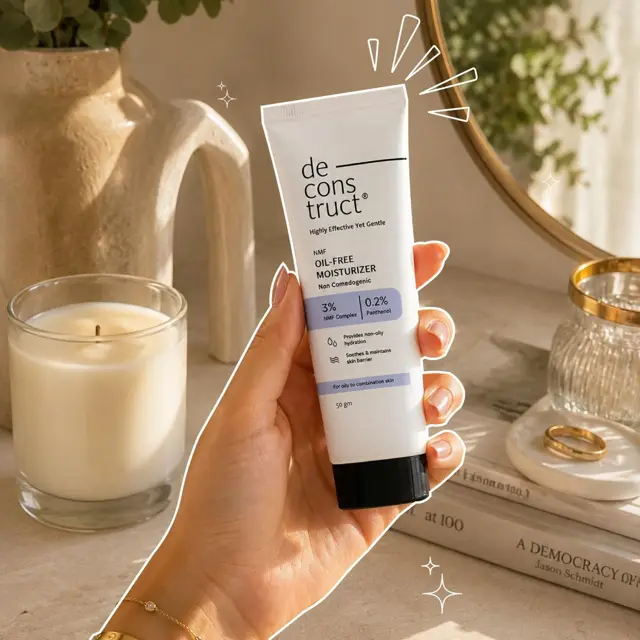 de
cons
truct®
Highly Effective Yet Gentle
NMF
OIL-FREE
MOISTURIZER
Non Comedogenic
3%
NMF Complex
0.2%
Panthenol
Provides non-oily
hydration
Soothes & maintains
skin barrier
For oily to combination skin
50 gm
at 100
A DEMOCRACY OF
Jason Schmidt